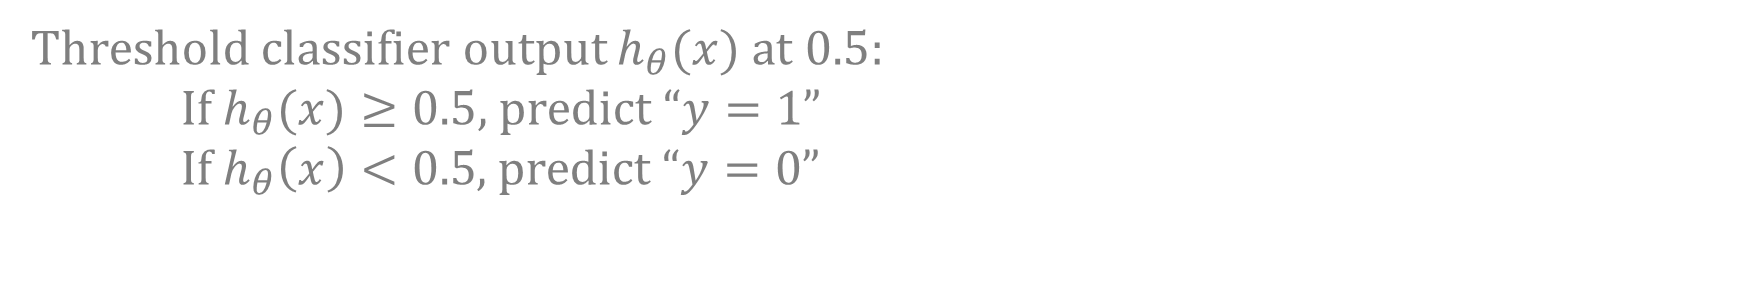 Threshold classifier output ℎ𝜃(𝑥) at 0.5:
If ℎ𝜃(𝑥) ≥ 0.5, predict “𝑦 = 1”
If ℎ𝜃(𝑥) < 0.5, predict “𝑦 = 0”